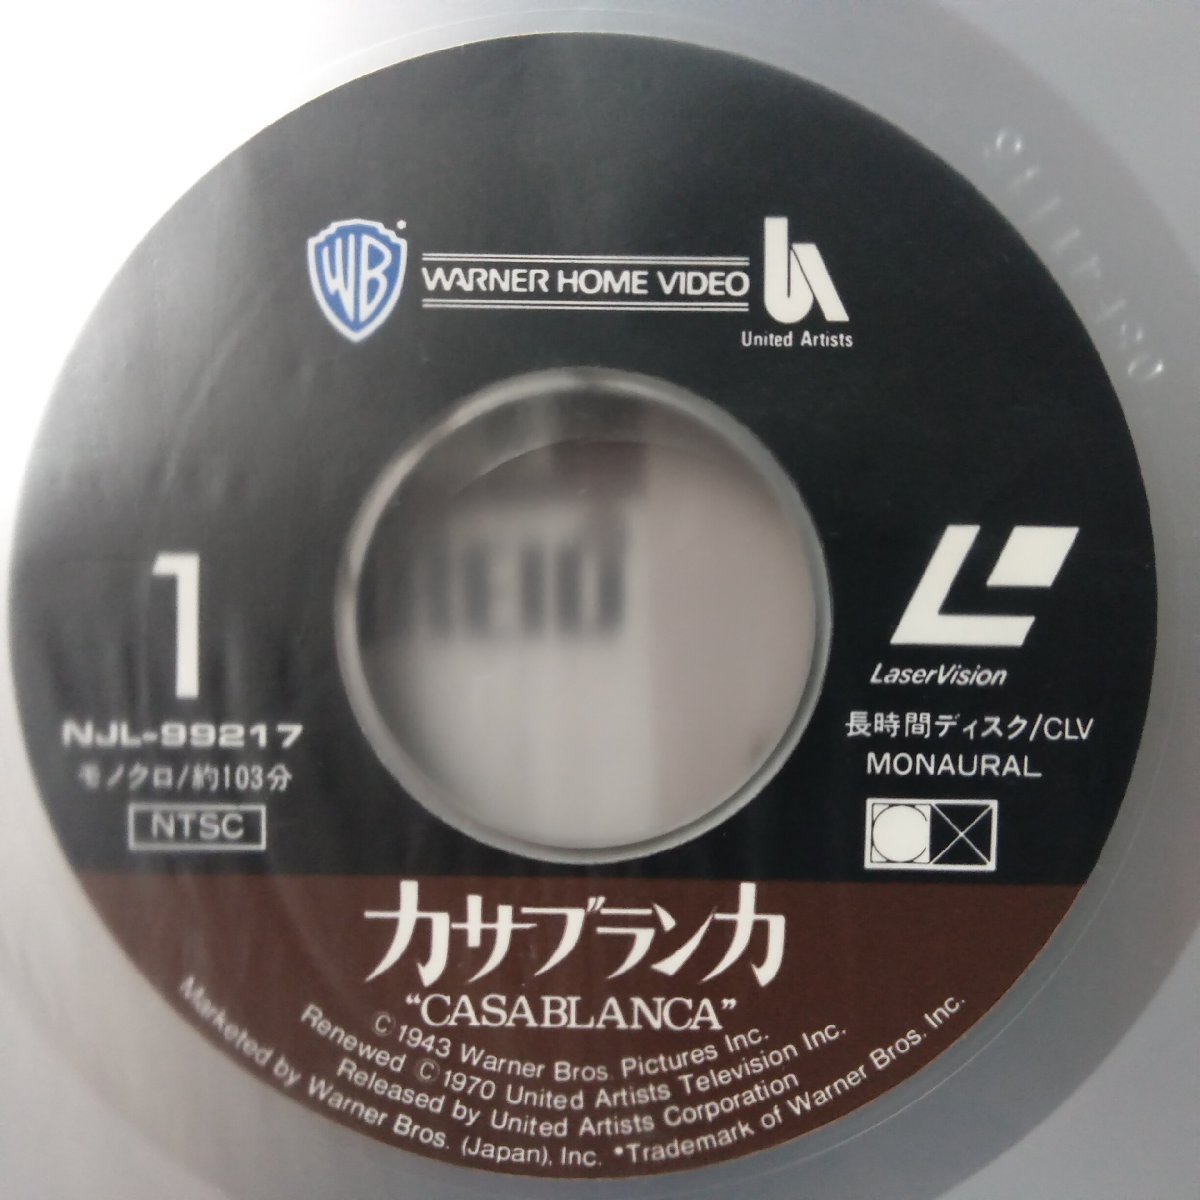 WB
WARNER HOME VIDEO
United Artists
1
NJL-99217
モノクロ/約103分
NTSC
LaserVision
長時間ディスク/CLV
MONAURAL
カサブランカ
"CASABLANCA"
© 1943 Warner Bros. Pictures Inc.
Renewed © 1970 United Artists Television Inc.
Released by United Artists Corporation
Marketed by Warner Bros. (Japan), Inc. *Trademark of Warner Bros. Inc.